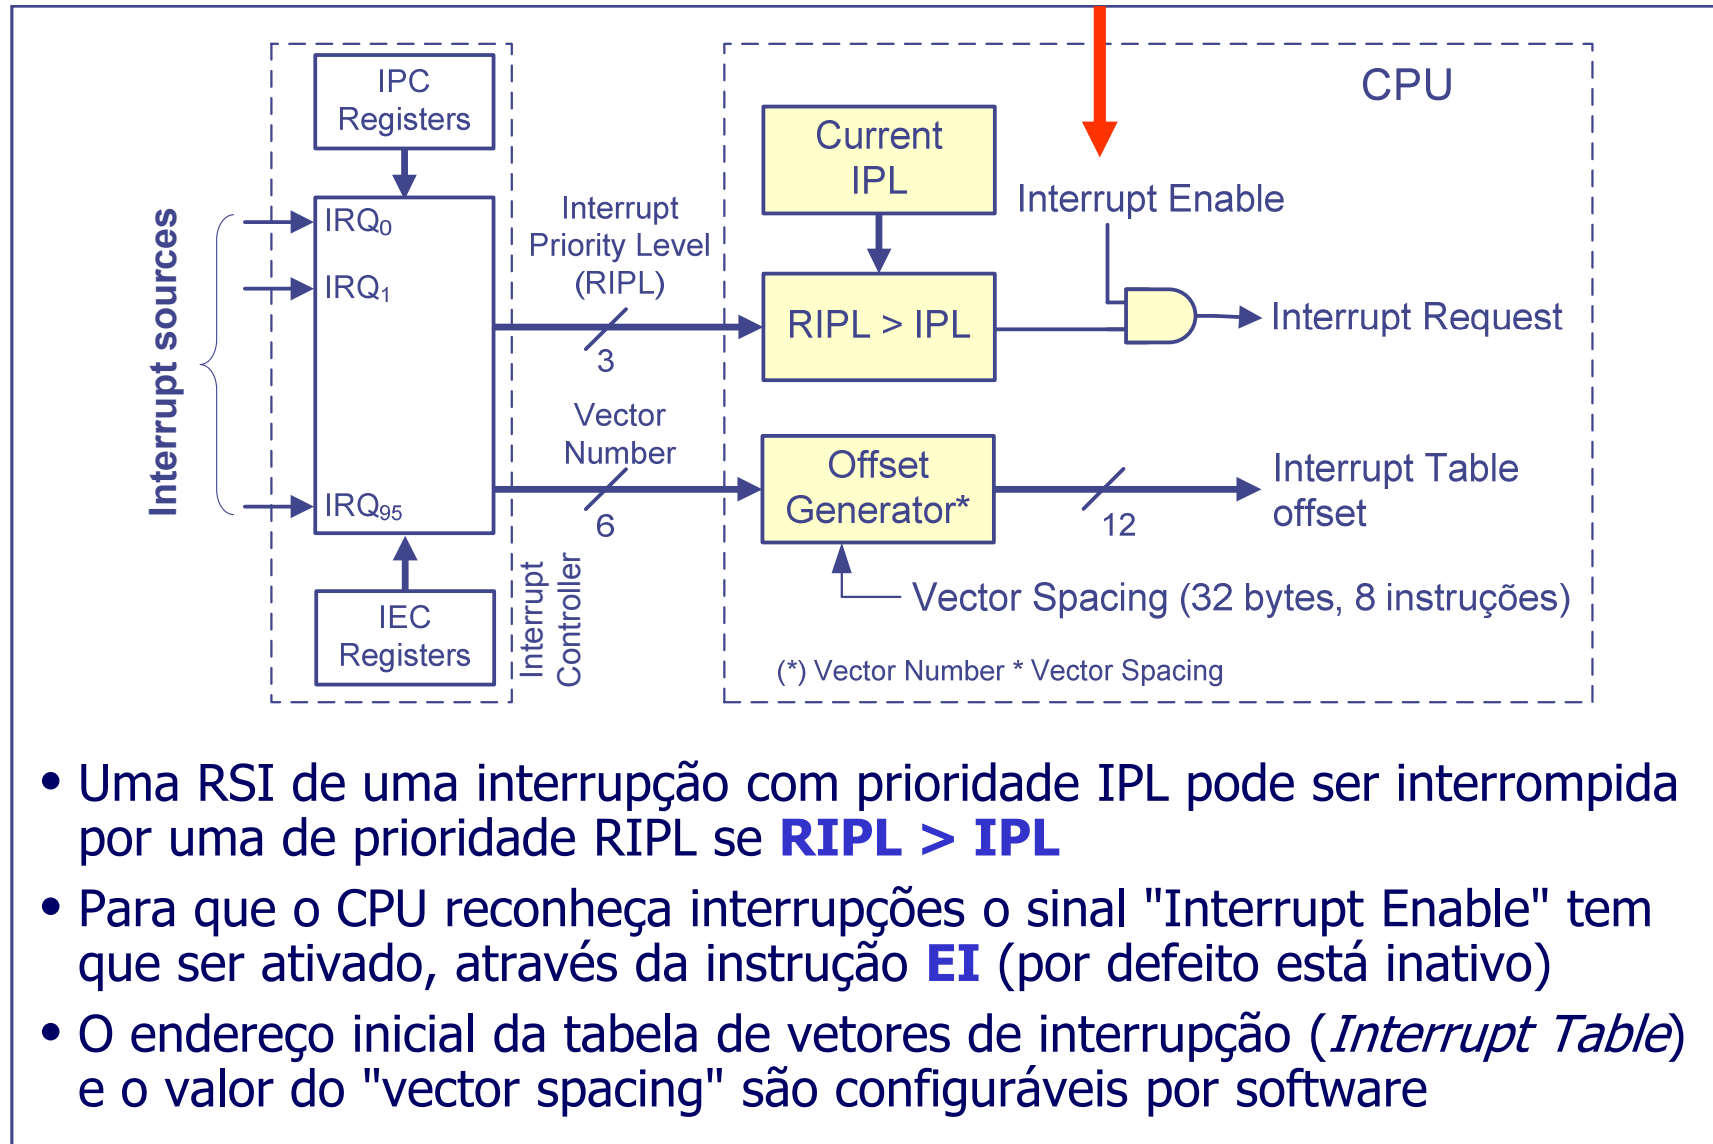 CPU
IPC
Registers
Current
IPL
Interrupt Enable
Interrupt sources
IRQ0
IRQ1
IRQ95
Interrupt
Priority Level
(RIPL)
3
RIPL > IPL
Interrupt Request
Vector
Number
6
Offset
Generator*
12
Interrupt Table
offset
IEC
Registers
Interrupt
Controller
Vector Spacing (32 bytes, 8 instruções)
(*) Vector Number * Vector Spacing
• Uma RSI de uma interrupção com prioridade IPL pode ser interrompida
por uma de prioridade RIPL se RIPL > IPL
• Para que o CPU reconheça interrupções o sinal "Interrupt Enable" tem
que ser ativado, através da instrução EI (por defeito está inativo)
• O endereço inicial da tabela de vetores de interrupção (Interrupt Table)
e o valor do "vector spacing" são configuráveis por software